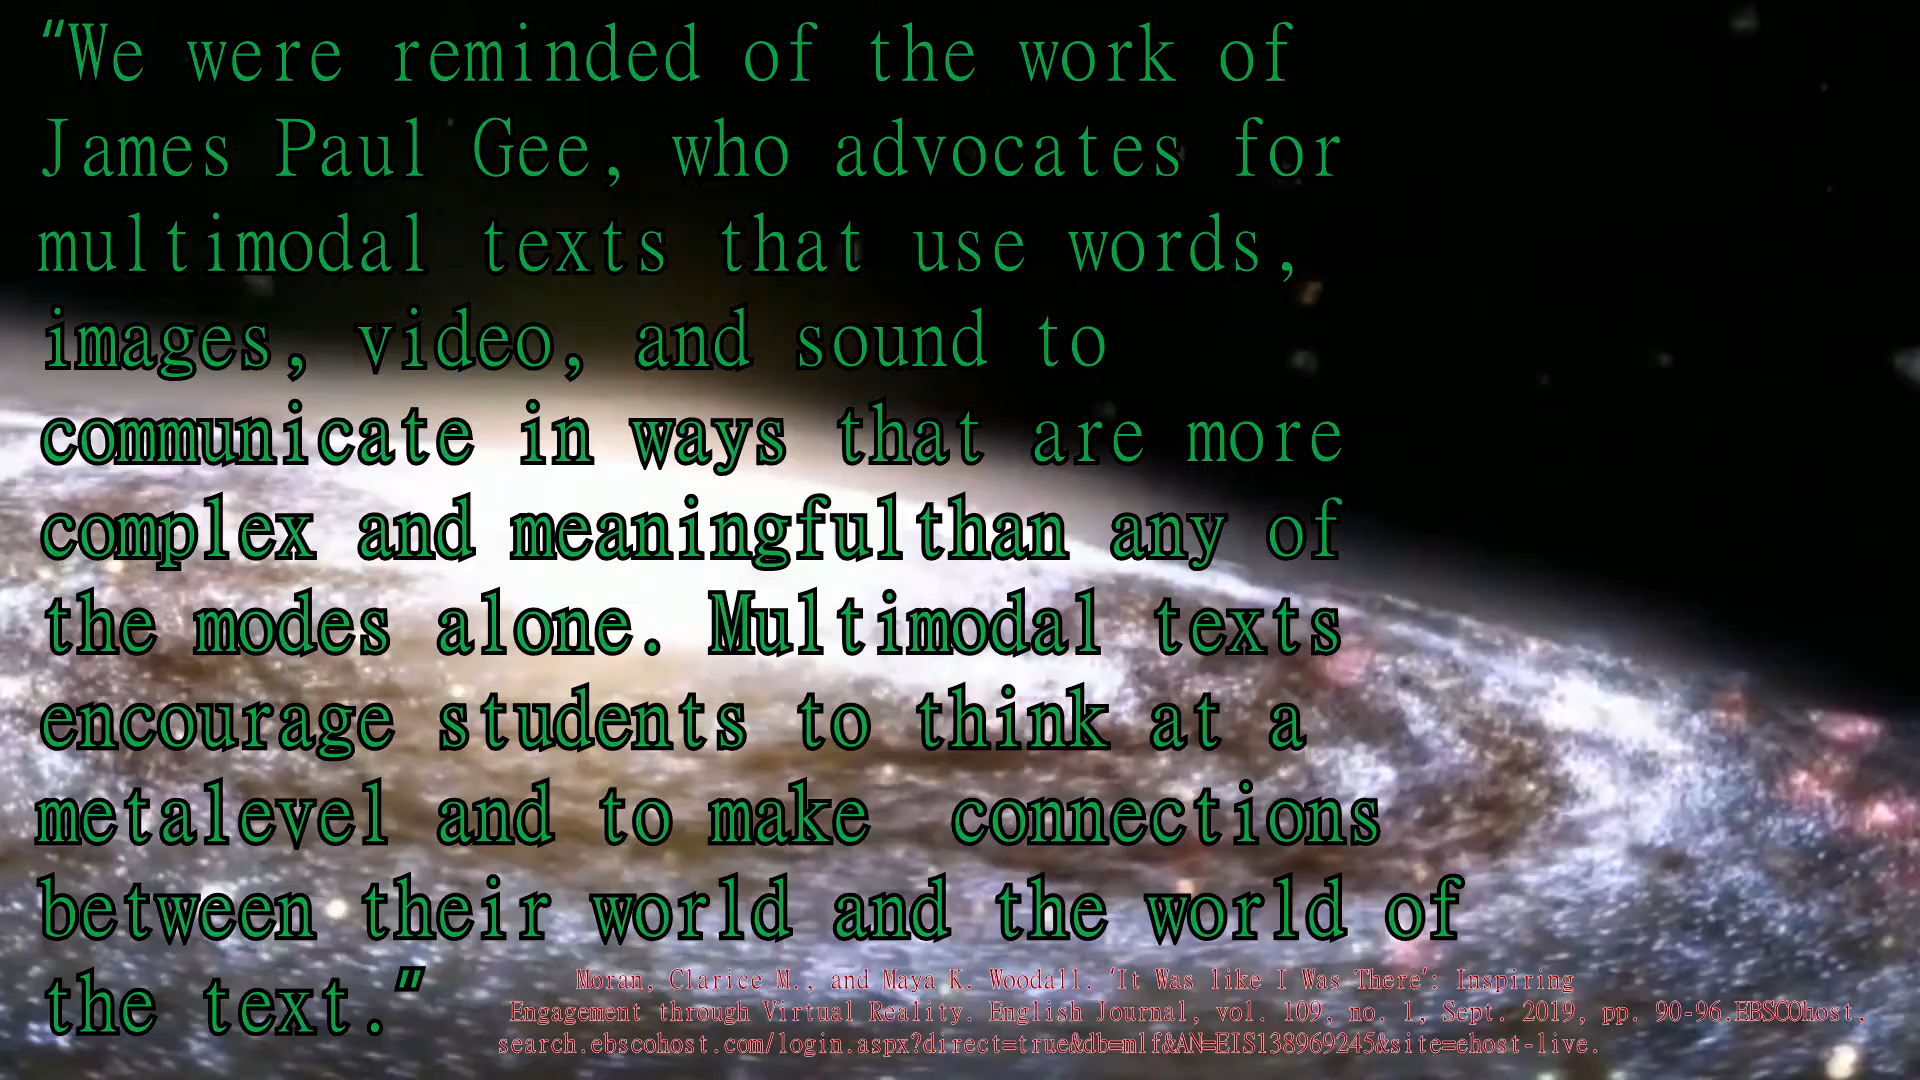 “We were reminded of the work of
James Paul Gee, who advocates for
multimodal texts that use words,
images, video, and sound to
communicate in ways that are more
complex and meaningfulthan any of
the modes alone. Multimodal texts
encourage students to think at a
metalevel and to make  connections
between their world and the world of
the text.”
Moran, Clarice M., and Maya K. Woodall. ‘It Was like I Was There’: Inspiring
Engagement through Virtual Reality. English Journal, vol. 109, no. 1, Sept. 2019, pp. 90-96.EBSCOhost,
search.ebscohost.com/login.aspx?direct=true&db=mlf&AN=EIS138969245&site=ehost-live.